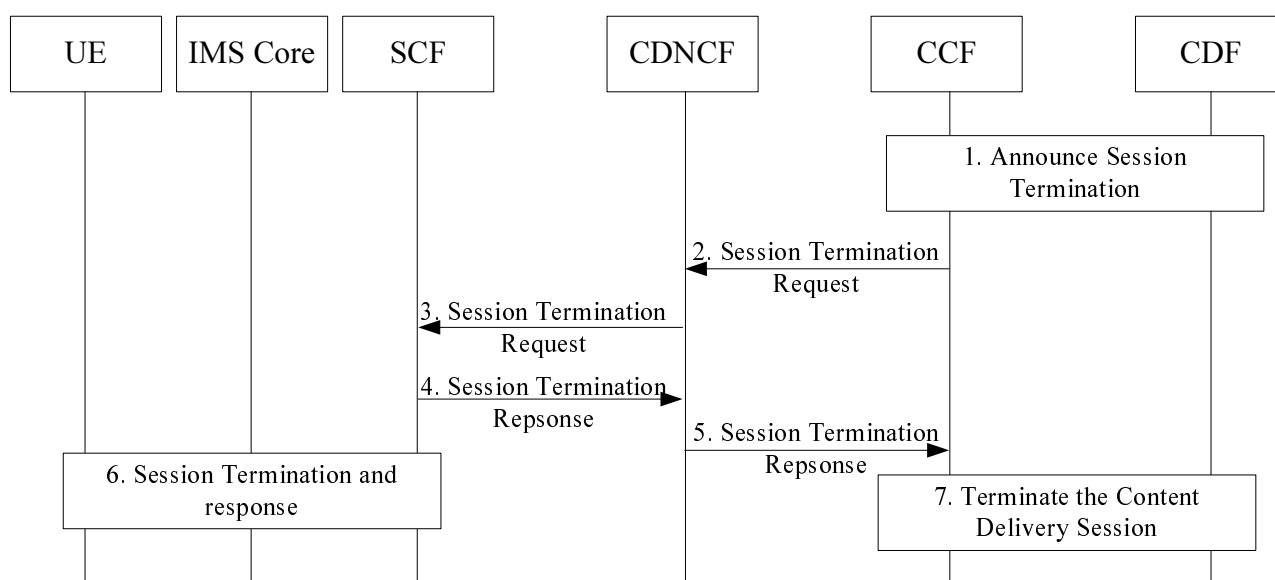 UE
IMS Core
SCF
CDNCF
CCF
CDF
1. Announce Session
Termination
2. Session Termination
Request
3. Session Termination
Request
4. Session Termination
Repsonse
5. Session Termination
Repsonse
6. Session Termination and
response
7. Terminate the Content
Delivery Session